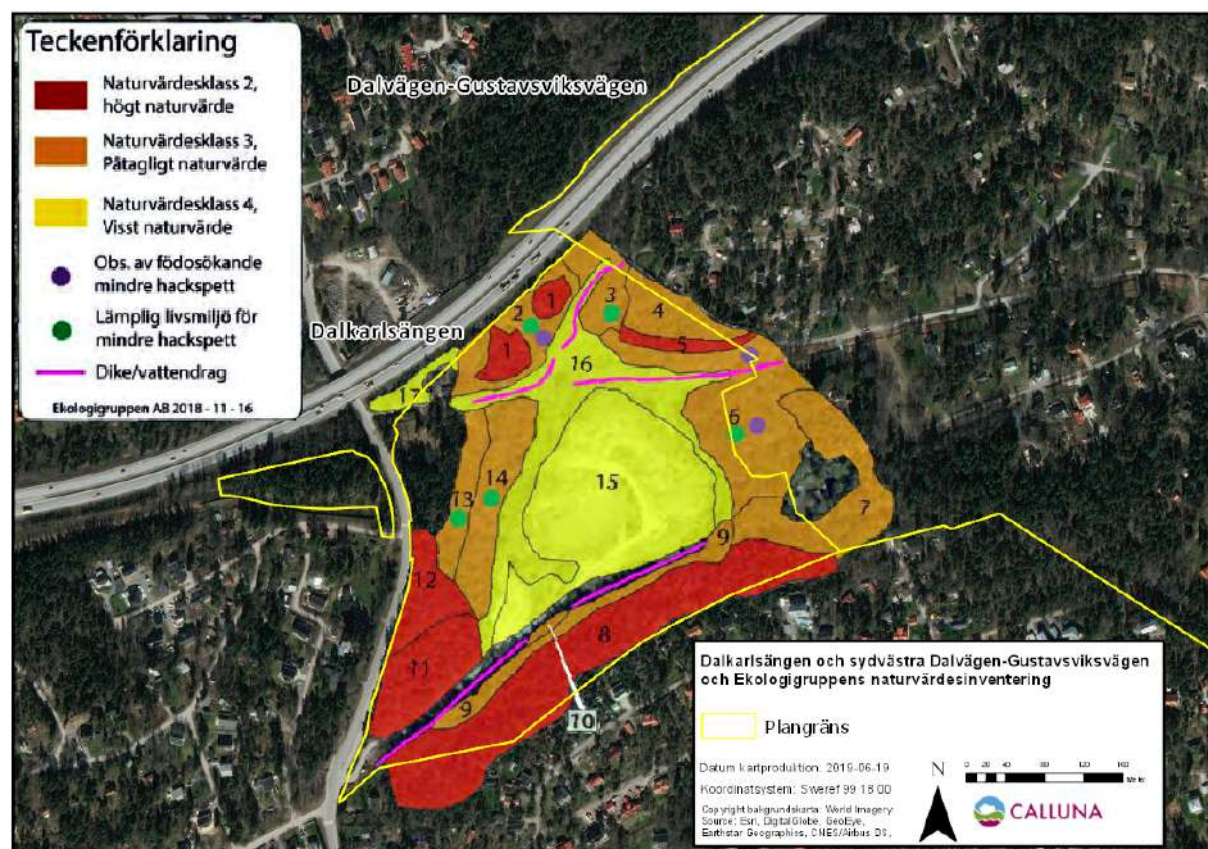 Teckenförklaring
Naturvärdesklass 2,
högt naturvärde
Naturvärdesklass 3,
Påtagligt naturvärde
Naturvärdesklass 4,
Visst naturvärde
Obs. av födosökande
mindre hackspett
Lämplig livsmiljö för
mindre hackspett
Dike/vattendrag
Ekologigruppen AB 2018 - 11 - 16
Dalvägen-Gustavsviksvägen
Dalkarlsängen
1
2
3
4
1
5
16
17
6
15
14
13
7
9
12
8
11
9
10
Dalkarlsängen och sydvästra Dalvägen-Gustavsviksvägen
och Ekologigruppens naturvärdesinventering
Plangräns
Datum kartproduktion: 2019-06-19
Koordinatsystem: Sweref 99 18 00
Copyright bakgrundskarta: World Imagery
Source: Esri, DigitalGlobe, GeoEye,
Earthstar Geographics, CNES/Airbus DS,
N
0 20 40 80 120 160
Meter
CALLUNA